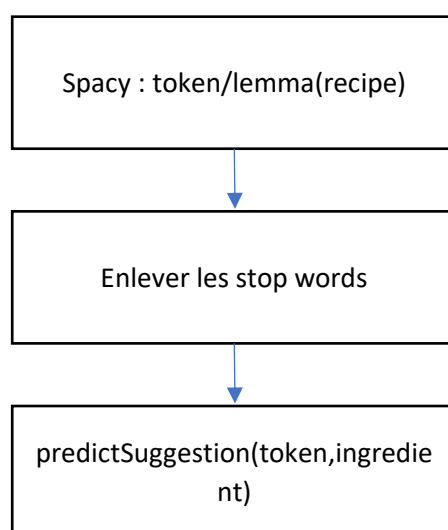 Spacy : token/lemma(recipe)
Enlever les stop words
predictSuggestion(token,ingredie
nt)